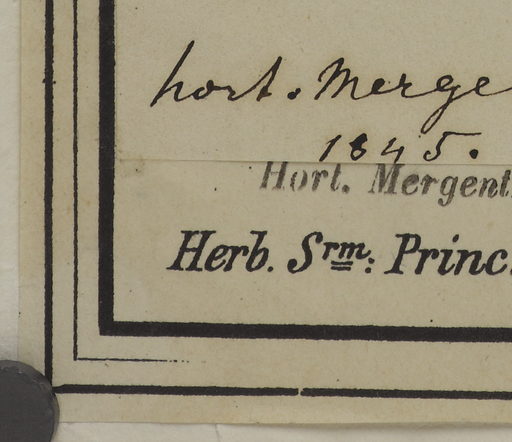 hort. Merge
1845.
Hort. Mergent
Herb. Srm: Princ.